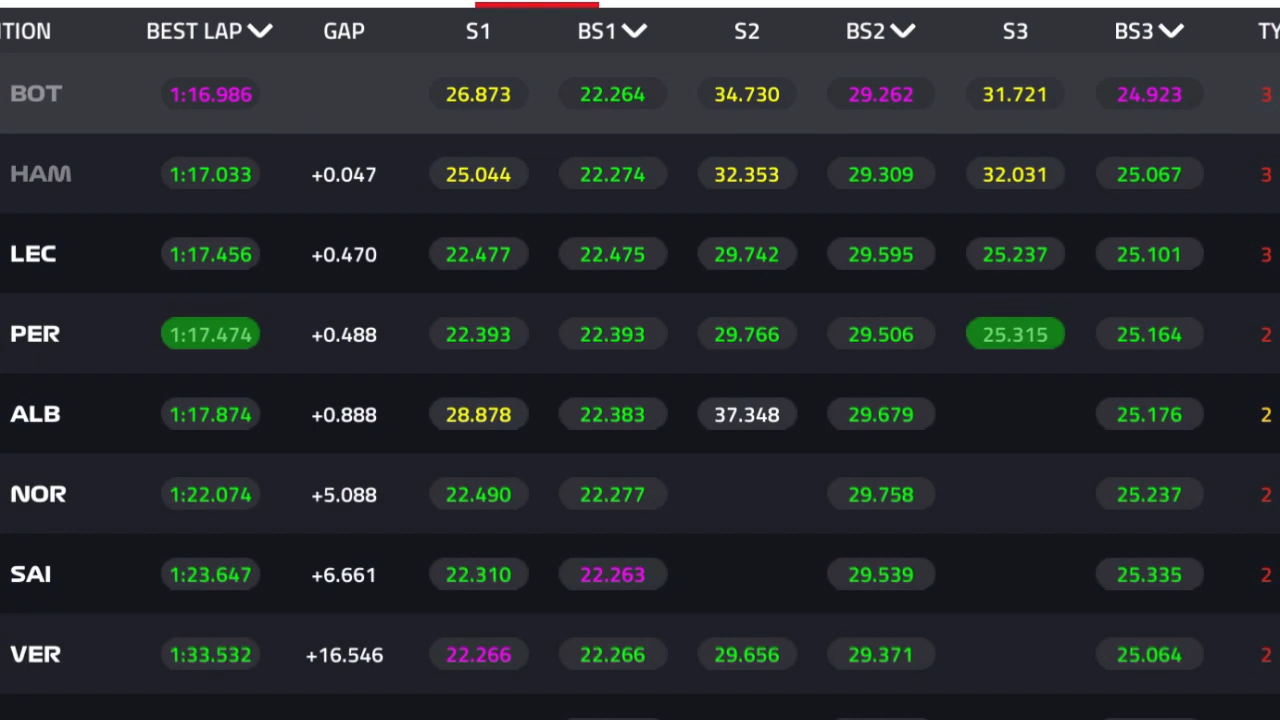 BEST LAP GAP S1 BS1 S2 BS2 S3 BS3
BOT 1:16.986 26.873 22.264 34.730 29.262 31.721 24.923 3
HAM 1:17.033 +0.047 25.044 22.274 32.353 29.309 32.031 25.067 3
LEC 1:17.456 +0.470 22.477 22.475 29.742 29.595 25.237 25.101 3
PER 1:17.474 +0.488 22.393 22.393 29.766 29.506 25.315 25.164 2
ALB 1:17.874 +0.888 28.878 22.383 37.348 29.679 25.176 2
NOR 1:22.074 +5.088 22.490 22.277 29.758 25.237 2
SAI 1:23.647 +6.661 22.310 22.263 29.539 25.335 2
VER 1:33.532 +16.546 22.266 22.266 29.656 29.371 25.064 2